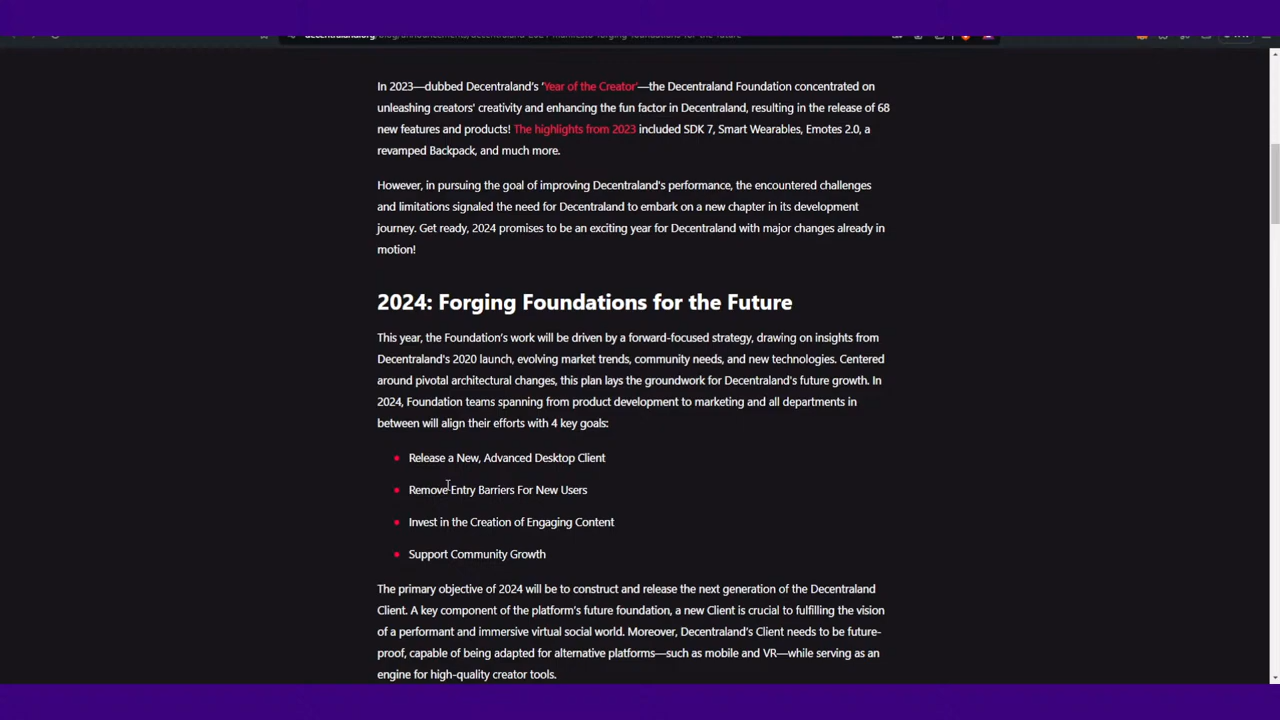 In 2023—dubbed Decentraland's 'Year of the Creator'—the Decentraland Foundation concentrated on
unleashing creators' creativity and enhancing the fun factor in Decentraland, resulting in the release of 68
new features and products! The highlights from 2023 included SDK 7, Smart Wearables, Emotes 2.0, a
revamped Backpack, and much more.
However, in pursuing the goal of improving Decentraland's performance, the encountered challenges
and limitations signaled the need for Decentraland to embark on a new chapter in its development
journey. Get ready, 2024 promises to be an exciting year for Decentraland with major changes already in
motion!
2024: Forging Foundations for the Future
This year, the Foundation's work will be driven by a forward-focused strategy, drawing on insights from
Decentraland's 2020 launch, evolving market trends, community needs, and new technologies. Centered
around pivotal architectural changes, this plan lays the groundwork for Decentraland's future growth. In
2024, Foundation teams spanning from product development to marketing and all departments in
between will align their efforts with 4 key goals:
Release a New, Advanced Desktop Client
Remove Entry Barriers For New Users
Invest in the Creation of Engaging Content
Support Community Growth
The primary objective of 2024 will be to construct and release the next generation of the Decentraland
Client. A key component of the platform's future foundation, a new Client is crucial to fulfilling the vision
of a performant and immersive virtual social world. Moreover, Decentraland's Client needs to be future-
proof, capable of being adapted for alternative platforms—such as mobile and VR—while serving as an
engine for high-quality creator tools.